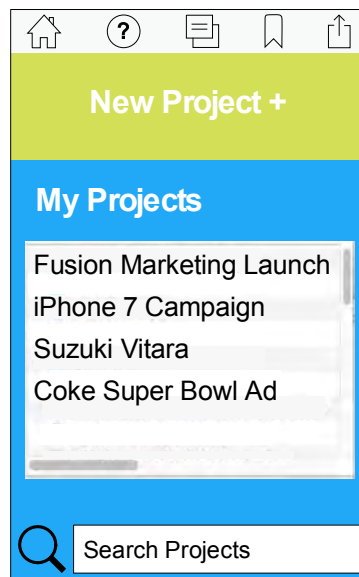 ?
New Project +
My Projects
Fusion Marketing Launch
iPhone 7 Campaign
Suzuki Vitara
Coke Super Bowl Ad
Search Projects